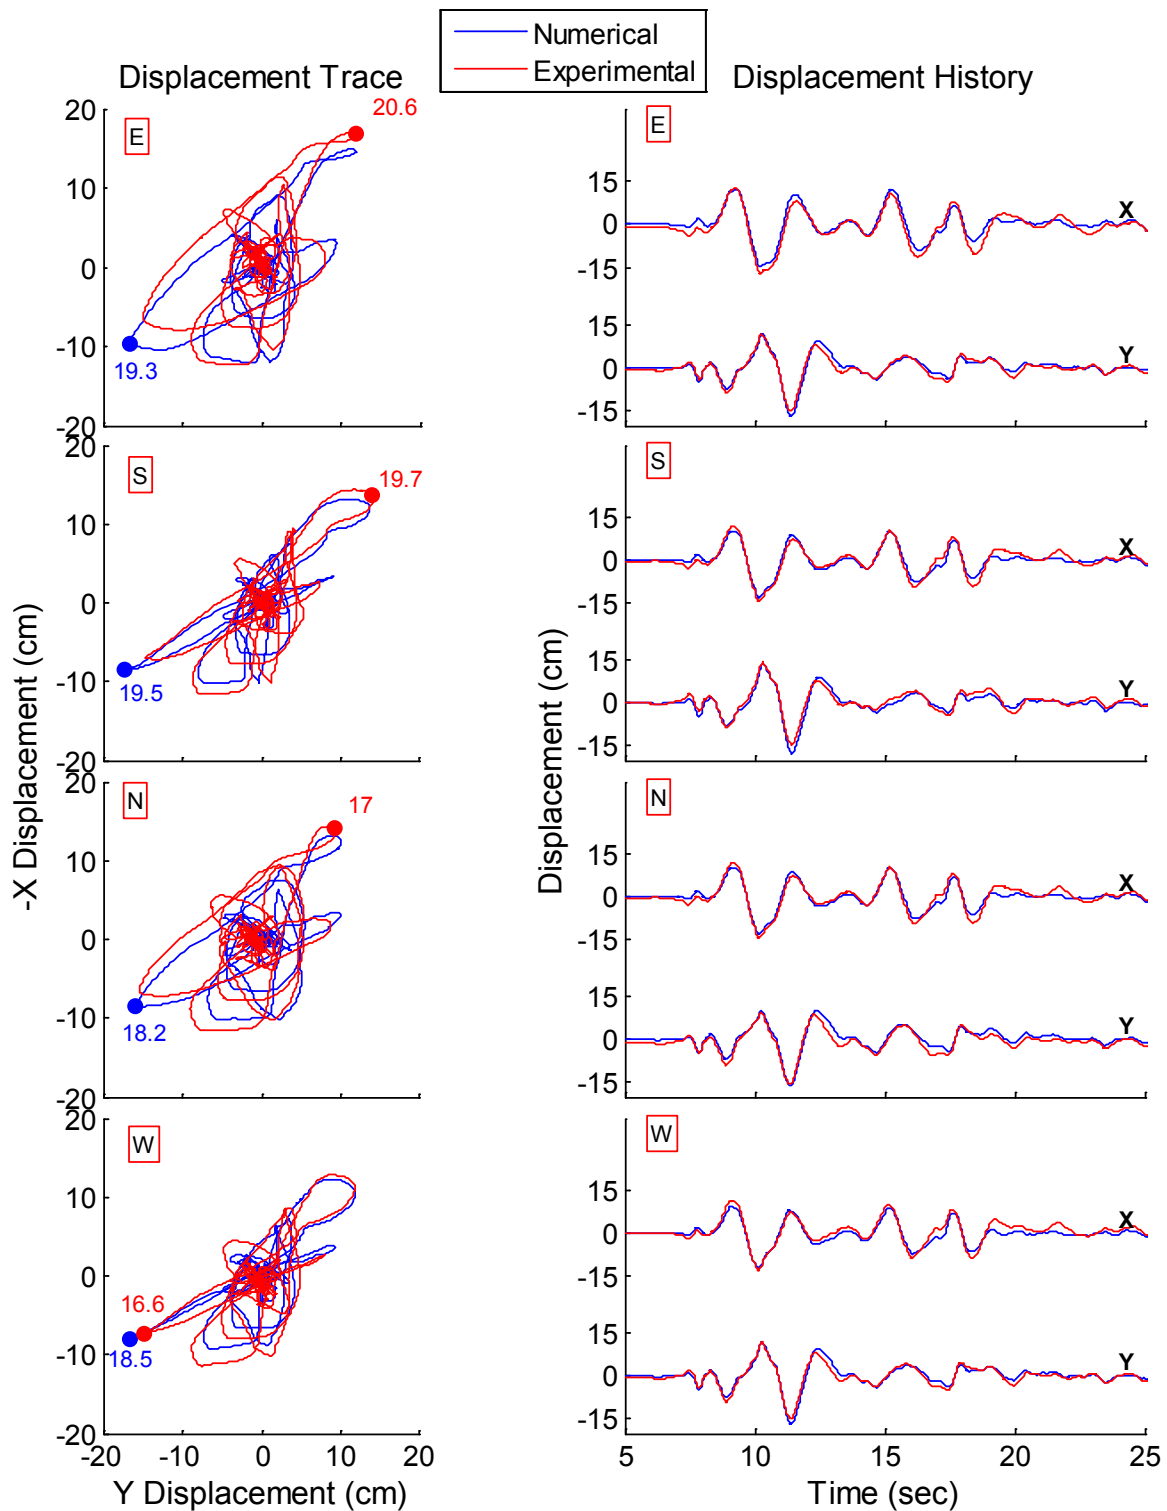 Numerical
Experimental
Displacement Trace
Displacement History
20
10
0
-10
-20
E
20.6
19.3
-20 0 20
E
15
0
-15
X
15
0
-15
Y
20
10
0
-10
-20
S
19.7
19.5
S
15
0
-15
X
15
0
-15
Y
20
10
0
-10
-20
N
17
18.2
N
15
0
-15
X
15
0
-15
Y
20
10
0
-10
-20
W
16.6
18.5
W
15
0
-15
X
15
0
-15
Y
-20 -10 0 10 20
5 10 15 20 25
-X Displacement (cm)
Displacement (cm)
Y Displacement (cm)
Time (sec)